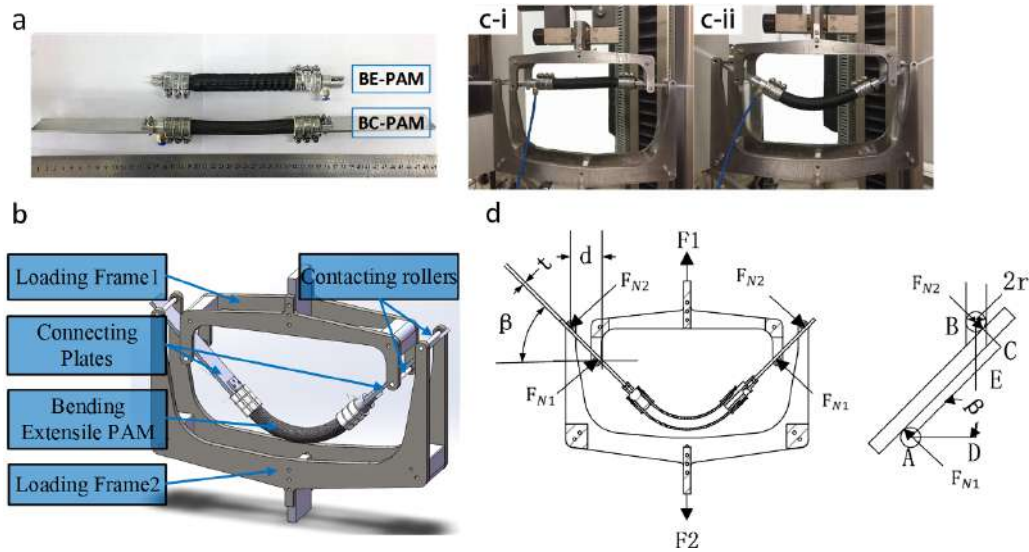 a
BE-PAM
BC-PAM
c-i
c-ii
b
Loading Frame1
Contacting rollers
Connecting
Plates
Bending
Extensile PAM
Loading Frame2
d
F1
d
t
β
F_N2
F_N2
F_N1
F_N1
F2
2r
F_N2
B
C
E
β
A
D
F_N1